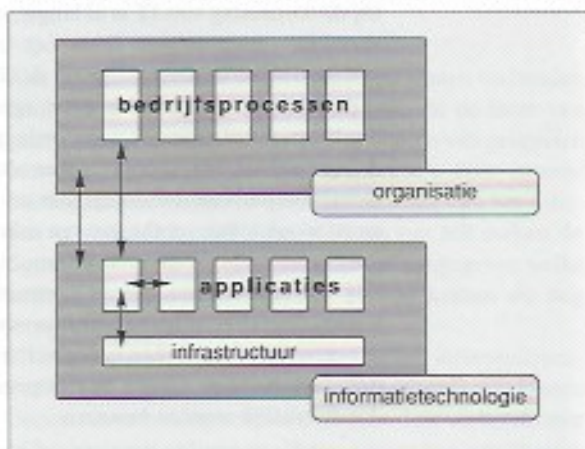 bedrijfsprocessen
organisatie
applicaties
infrastructuur
informatietechnologie